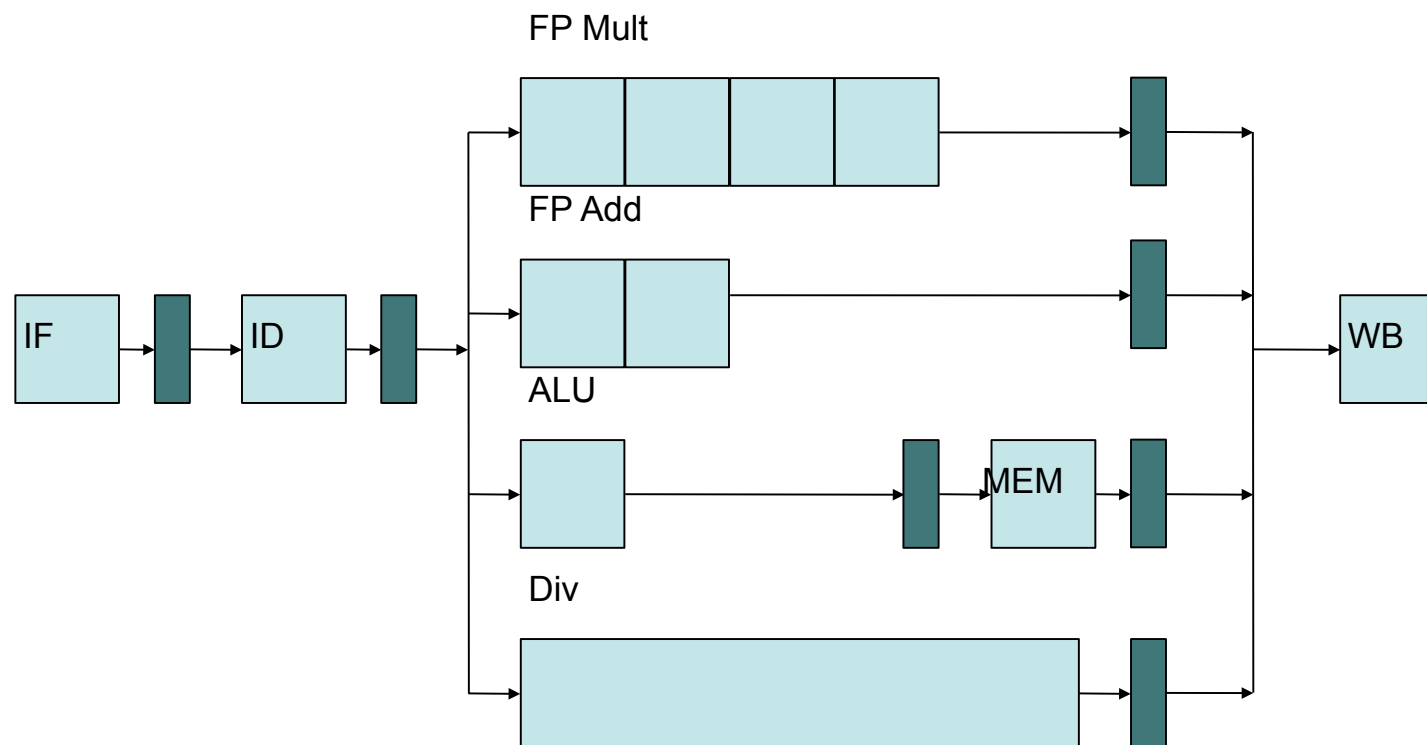 FP Mult
FP Add
IF
ID
WB
ALU
MEM
Div